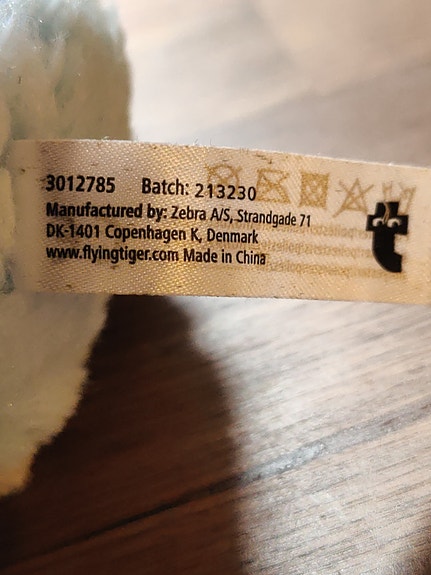 3012785 Batch: 213230
Manufactured by: Zebra A/S, Strandgade 71
DK-1401 Copenhagen K, Denmark
www.flyingtiger.com Made in China